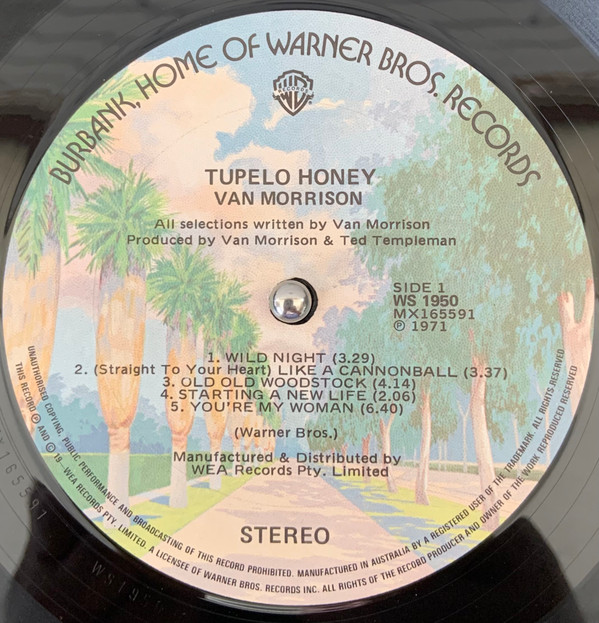 BURBANK, HOME OF WARNER BROS. RECORDS
WB
RECORDS
TUPELO HONEY
VAN MORRISON
All selections written by Van Morrison
Produced by Van Morrison & Ted Templeman
SIDE 1
WS 1950
MX165591
Ⓟ 1971
1. WILD NIGHT (3.29)
2. (Straight To Your Heart) LIKE A CANNONBALL (3.37)
3. OLD OLD WOODSTOCK (4.14)
4. STARTING A NEW LIFE (2.06)
5. YOU'RE MY WOMAN (6.40)
(Warner Bros.)
Manufactured & Distributed by
WEA Records Pty. Limited
STEREO
UNAUTHORISED COPYING, PUBLIC PERFORMANCE AND BROADCASTING OF THIS RECORD PROHIBITED. MANUFACTURED IN AUSTRALIA BY A REGISTERED USER OF THE TRADEMARK. ALL RIGHTS RESERVED
THIS RECORD Ⓟ AND © 19 WEA RECORDS PTY. LIMITED. A LICENSEE OF WARNER BROS. RECORDS INC. ALL RIGHTS OF THE RECORD PRODUCER AND OWNER OF THE WORK REPRODUCED RESERVED